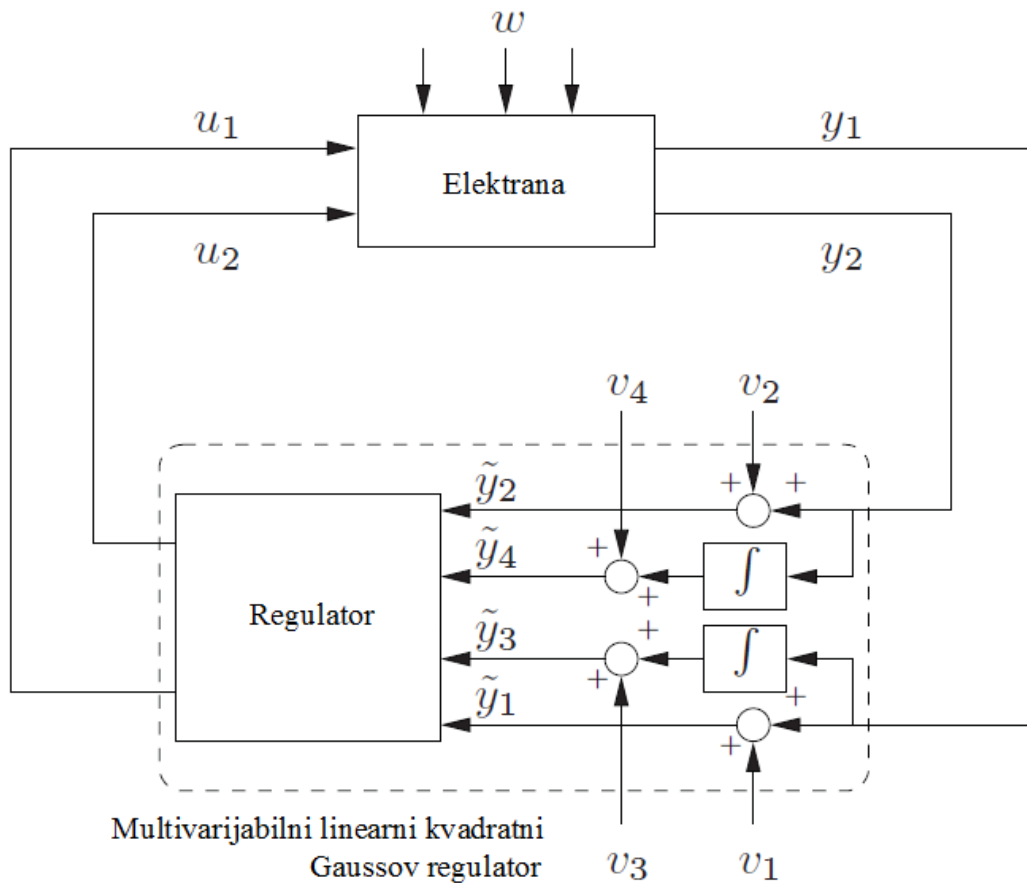 w
u₁
y₁
Elektrana
u₂
y₂
v₄
v₂
ỹ₂
+
+
ỹ₄
+
∫
+
Regulator
ỹ₃
+
∫
+
ỹ₁
+
+
Multivarijabilni linearni kvadratni
Gaussov regulator
v₃
v₁